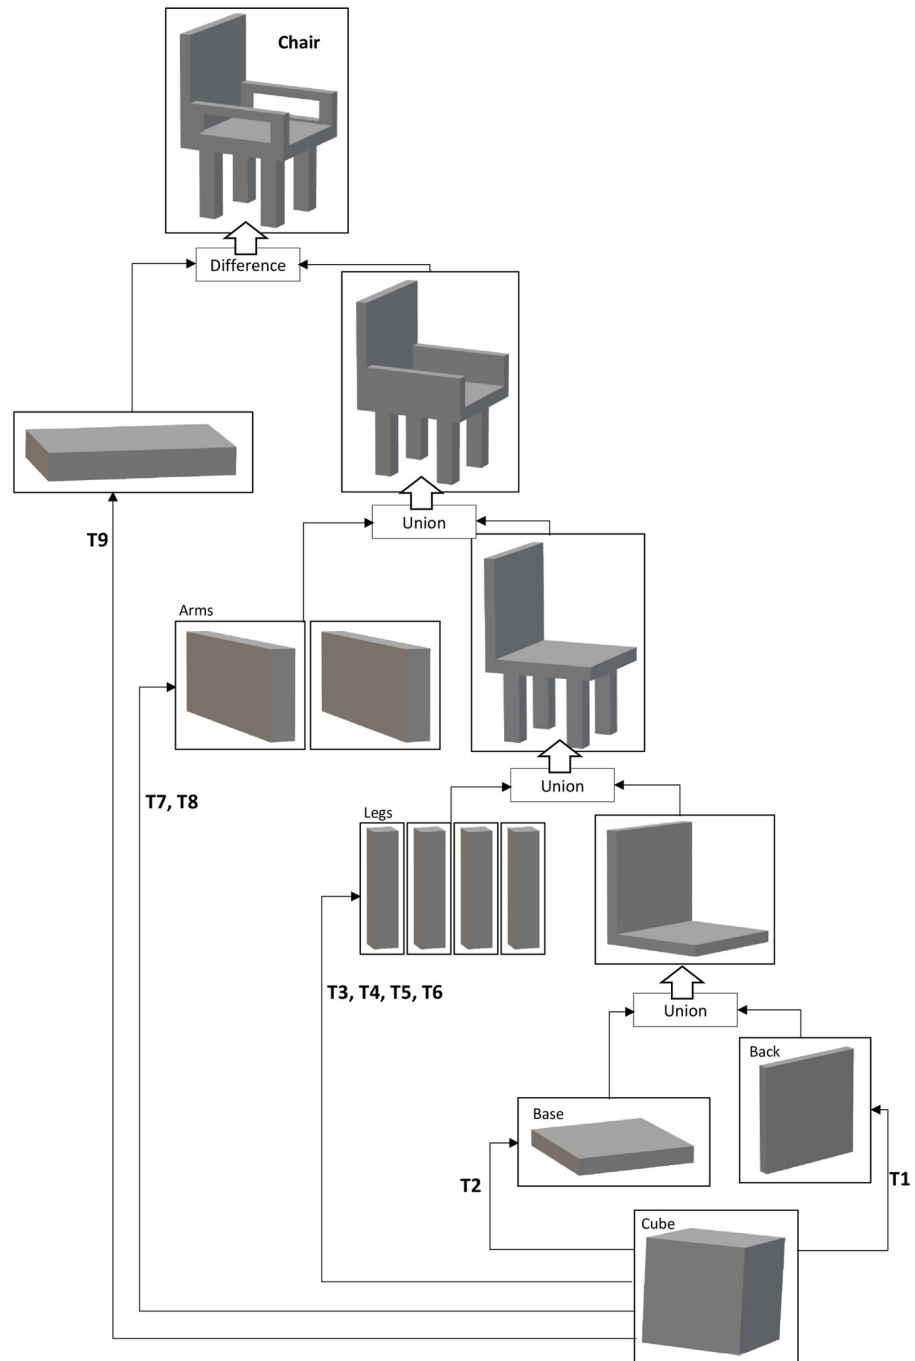 Chair
Difference
T9
Union
Arms
T7, T8
Union
Legs
T3, T4, T5, T6
Union
Back
Base
T2
T1
Cube